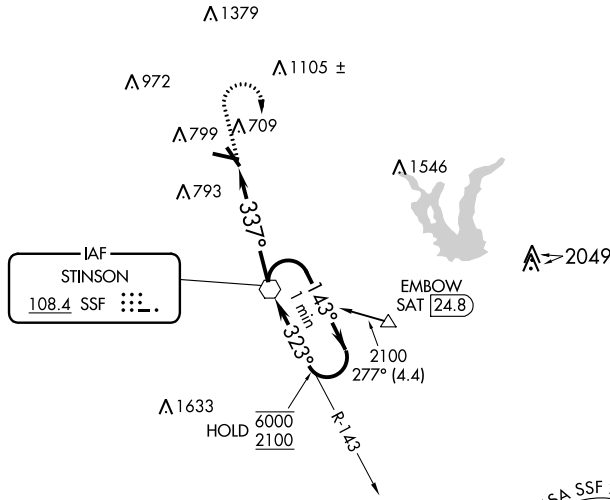 1379
1105 ±
972
799
709
1546
793
337°
2049
IAF
STINSON
108.4 SSF
EMBOW
SAT 24.8
143°
1 min
323°
2100
277° (4.4)
1633
HOLD 6000
2100
R-143
SA SSF